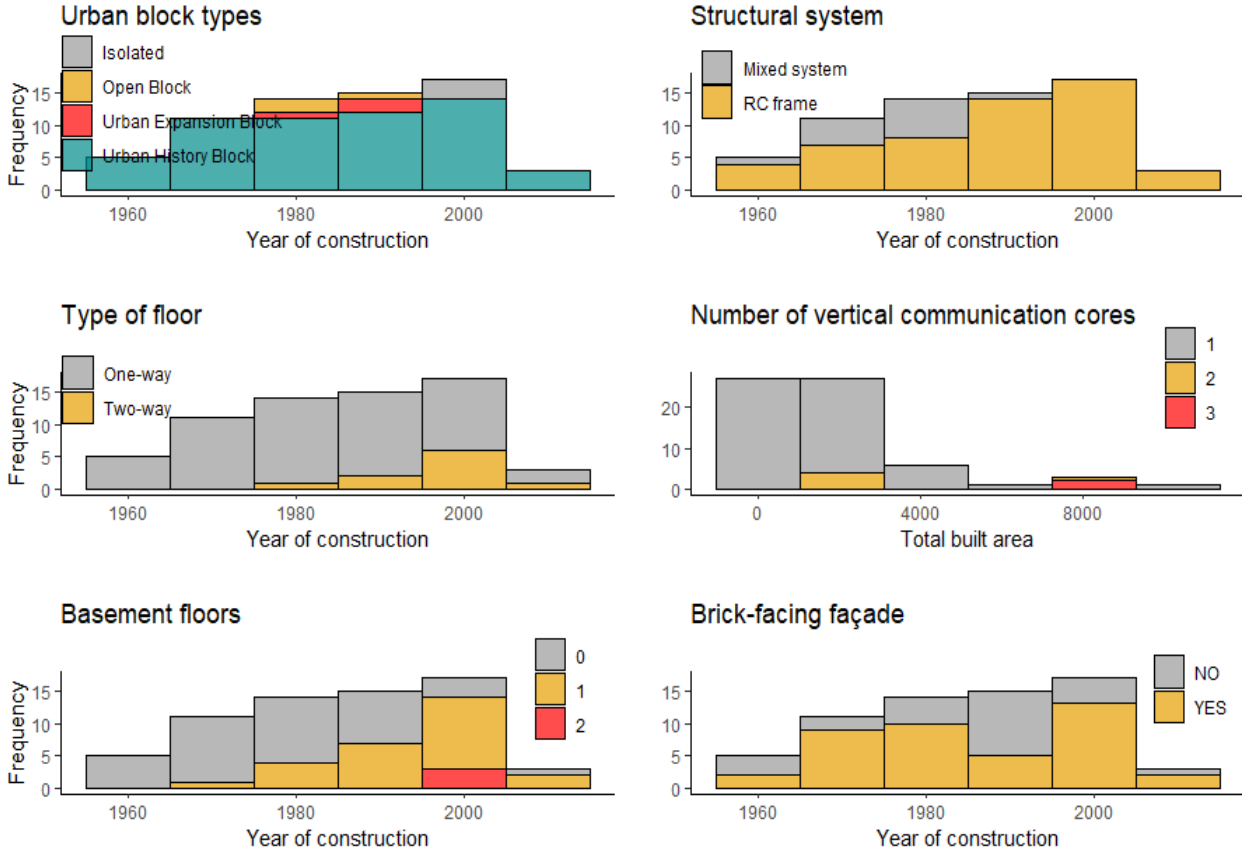 Urban block types
Isolated
Open Block
Urban Expansion Block
Urban History Block
Frequency
15
10
5
0
1960 1980 2000
Year of construction
Structural system
Mixed system
RC frame
15
10
5
0
1960 1980 2000
Year of construction
Type of floor
One-way
Two-way
Frequency
15
10
5
0
1960 1980 2000
Year of construction
Number of vertical communication cores
1
2
3
20
10
0
0 4000 8000
Total built area
Basement floors
0
1
2
Frequency
15
10
5
0
1960 1980 2000
Year of construction
Brick-facing façade
NO
YES
15
10
5
0
1960 1980 2000
Year of construction